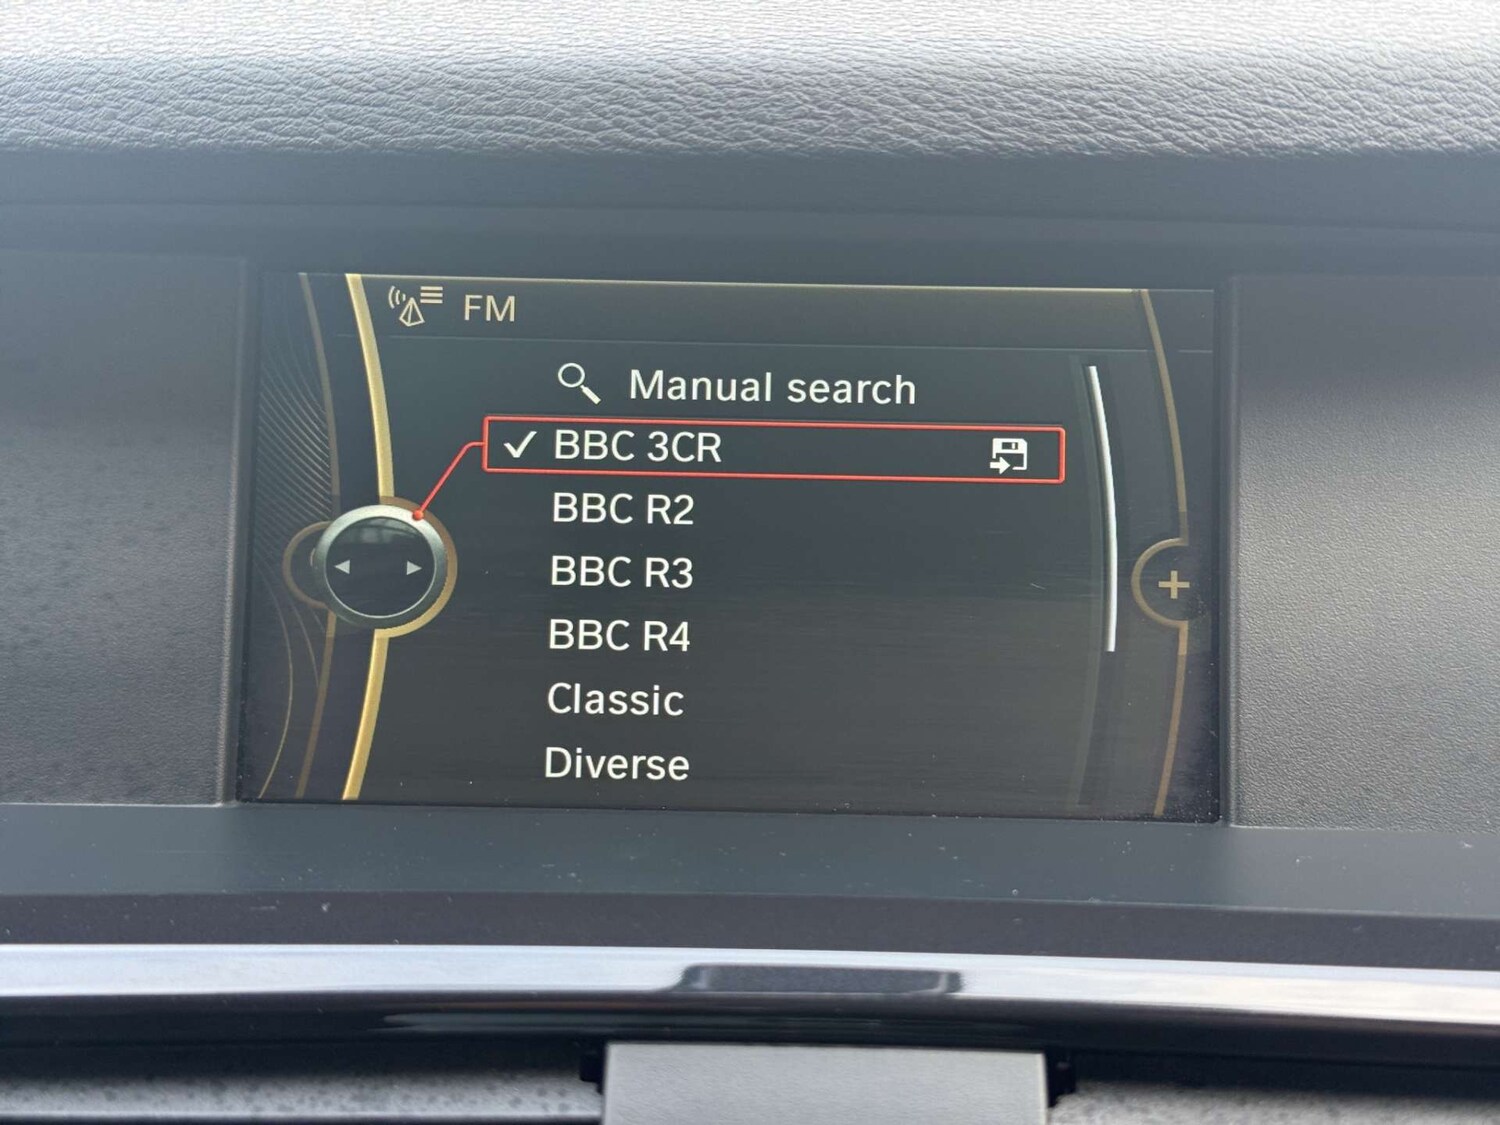 FM
Manual search
BBC 3CR
BBC R2
BBC R3
BBC R4
Classic
Diverse